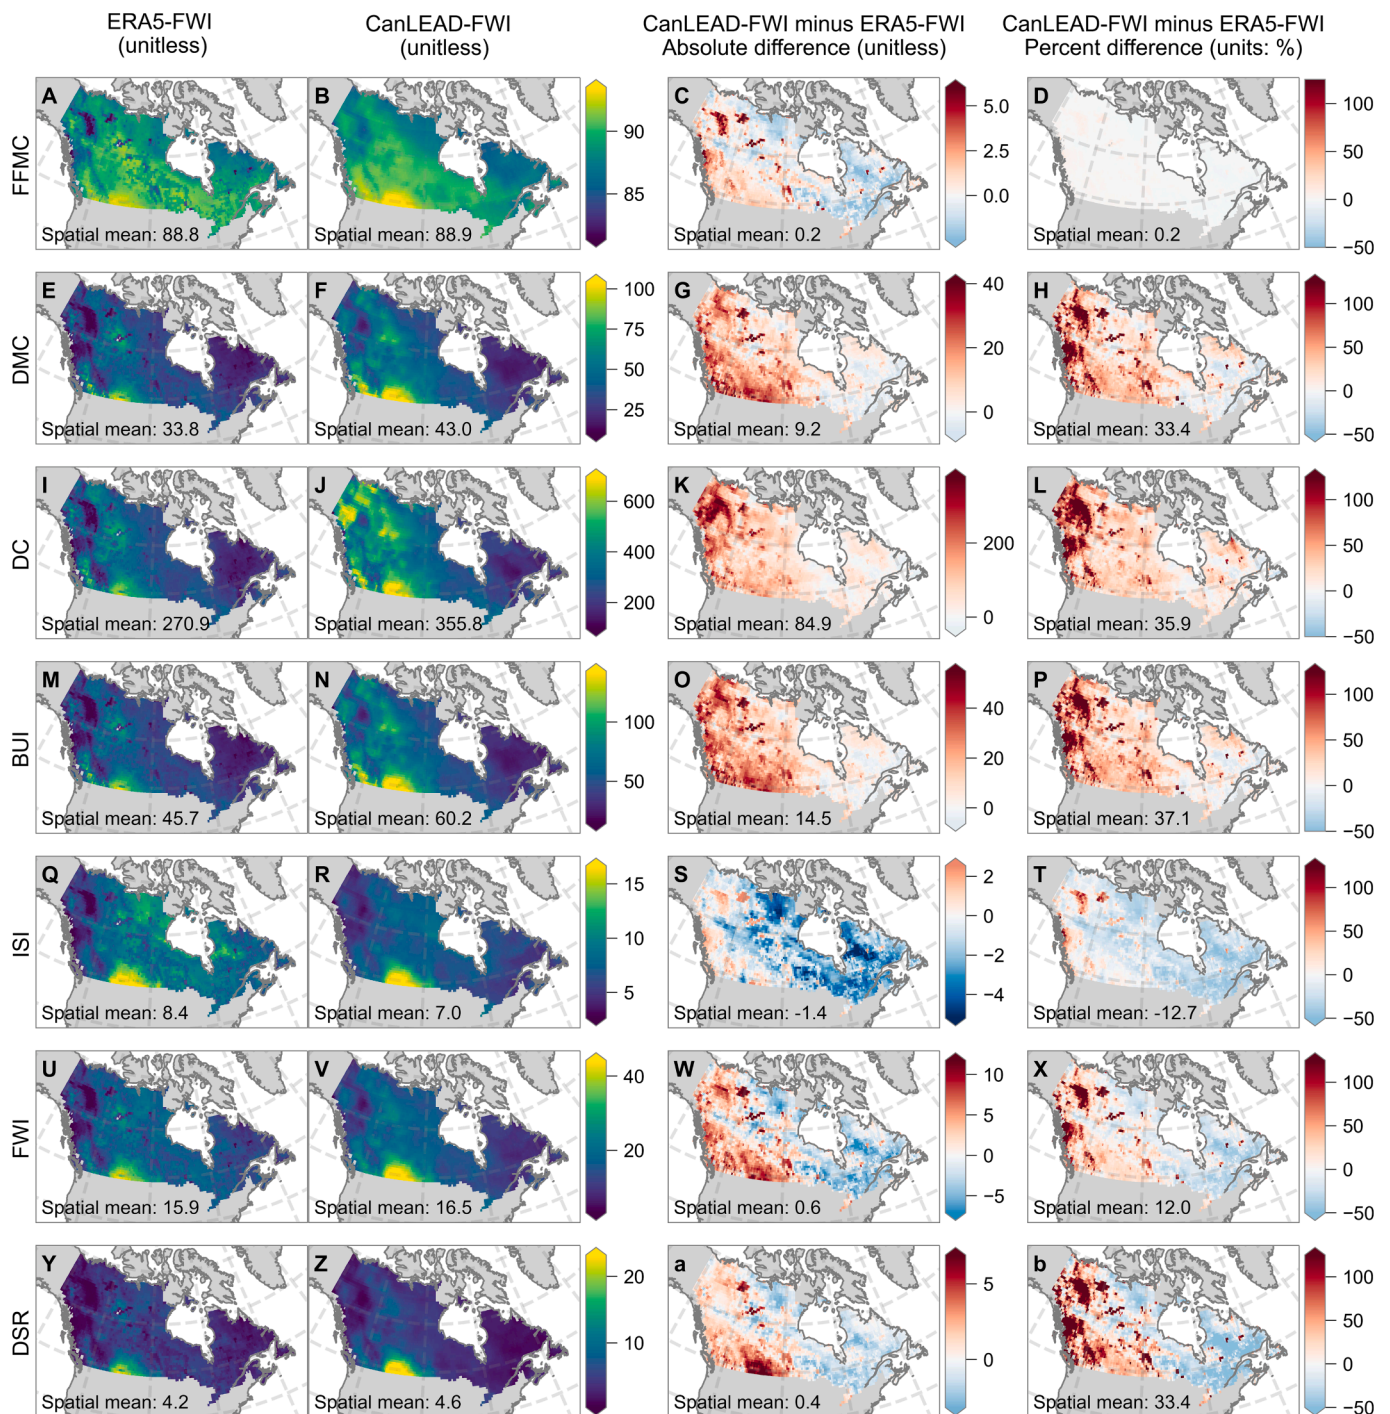 ERA5-FWI
(unitless)
CanLEAD-FWI
(unitless)
CanLEAD-FWI minus ERA5-FWI
Absolute difference (unitless)
CanLEAD-FWI minus ERA5-FWI
Percent difference (units: %)
FFMC
A
Spatial mean: 88.8
B
Spatial mean: 88.9
90
85
C
Spatial mean: 0.2
5.0
2.5
0.0
D
Spatial mean: 0.2
100
50
0
−50
DMC
E
Spatial mean: 33.8
F
Spatial mean: 43.0
100
75
50
25
G
Spatial mean: 9.2
40
20
0
H
Spatial mean: 33.4
100
50
0
−50
DC
I
Spatial mean: 270.9
J
Spatial mean: 355.8
600
400
200
K
Spatial mean: 84.9
200
0
L
Spatial mean: 35.9
100
50
0
−50
BUI
M
Spatial mean: 45.7
N
Spatial mean: 60.2
100
50
O
Spatial mean: 14.5
40
20
0
P
Spatial mean: 37.1
100
50
0
−50
ISI
Q
Spatial mean: 8.4
R
Spatial mean: 7.0
15
10
5
S
Spatial mean: -1.4
2
0
−2
−4
T
Spatial mean: -12.7
100
50
0
−50
FWI
U
Spatial mean: 15.9
V
Spatial mean: 16.5
40
20
W
Spatial mean: 0.6
10
5
0
−5
X
Spatial mean: 12.0
100
50
0
−50
DSR
Y
Spatial mean: 4.2
Z
Spatial mean: 4.6
20
10
a
Spatial mean: 0.4
5
0
b
Spatial mean: 33.4
100
50
0
−50